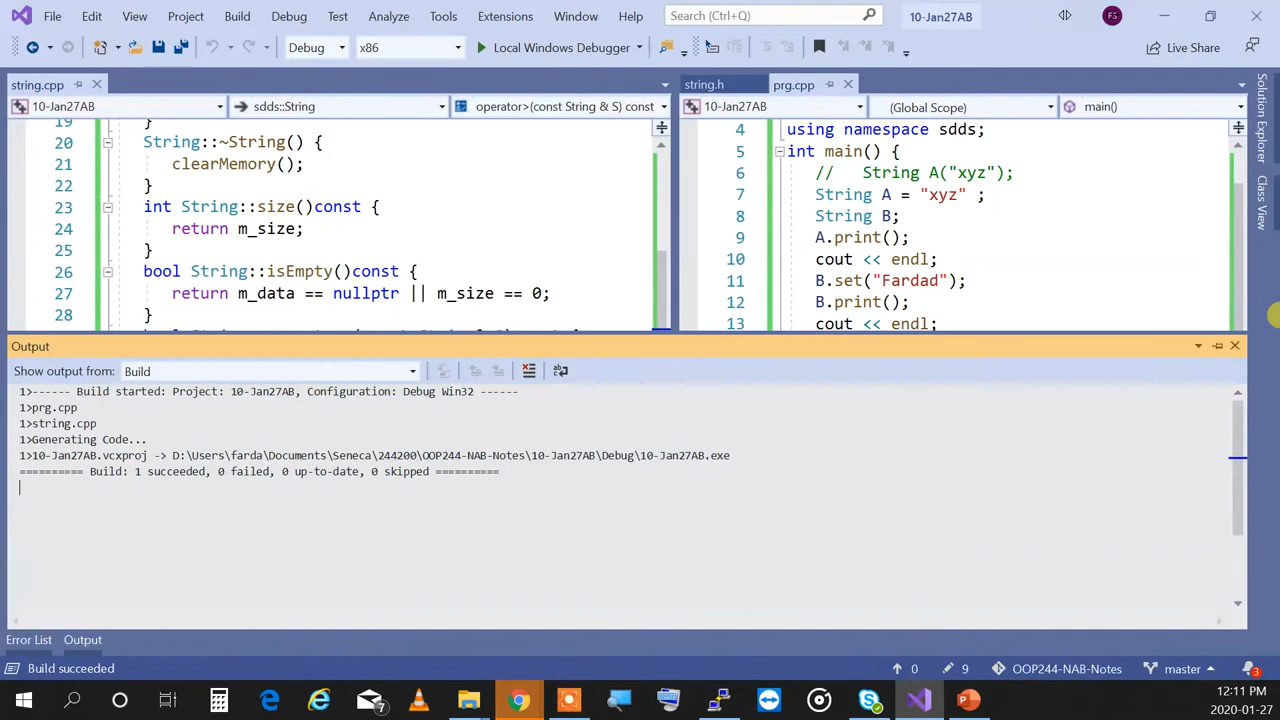 File Edit View Project Build Debug Test Analyze Tools Extensions Window Help Search (Ctrl+Q) 10-Jan27AB FS
Debug x86 Local Windows Debugger Live Share
string.cpp
10-Jan27AB sdds::String operator>(const String & S) const
19 }
20 String::~String() {
21 clearMemory();
22 }
23 int String::size()const {
24 return m_size;
25 }
26 bool String::isEmpty()const {
27 return m_data == nullptr || m_size == 0;
28 }
string.h prg.cpp
10-Jan27AB (Global Scope) main()
4 using namespace sdds;
5 int main() {
6 // String A("xyz");
7 String A = "xyz" ;
8 String B;
9 A.print();
10 cout << endl;
11 B.set("Fardad");
12 B.print();
13 cout << endl;
Solution Explorer
Class View
Output
Show output from: Build
1>------ Build started: Project: 10-Jan27AB, Configuration: Debug Win32 ------
1>prg.cpp
1>string.cpp
1>Generating Code...
1>10-Jan27AB.vcxproj -> D:\Users\farda\Documents\Seneca\244200\OOP244-NAB-Notes\10-Jan27AB\Debug\10-Jan27AB.exe
========== Build: 1 succeeded, 0 failed, 0 up-to-date, 0 skipped ==========
Error List Output
Build succeeded 0 9 OOP244-NAB-Notes master 3
7
12:11 PM
2020-01-27